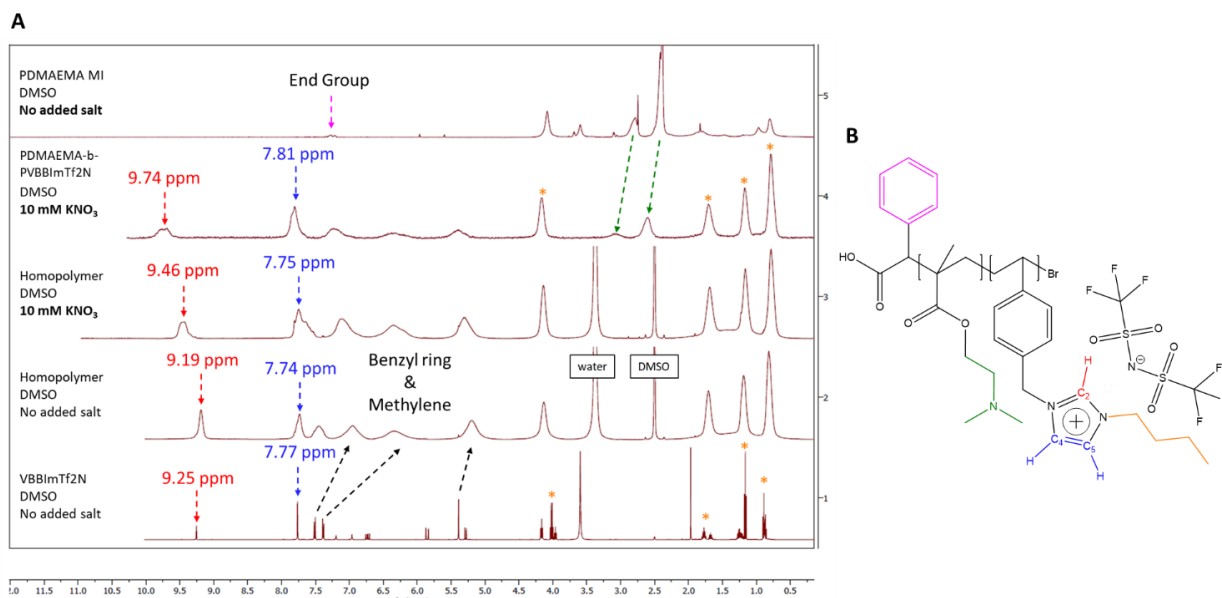 A
PDMAEMA MI
DMSO
No added salt
End Group
5
PDMAEMA-b-
PVBBImTf2N
DMSO
10 mM KNO₃
9.74 ppm
7.81 ppm
*
*
*
*
4
Homopolymer
DMSO
10 mM KNO₃
9.46 ppm
7.75 ppm
3
Homopolymer
DMSO
No added salt
9.19 ppm
7.74 ppm
Benzyl ring
&
Methylene
water
DMSO
2
VBBImTf2N
DMSO
No added salt
9.25 ppm
7.77 ppm
*
*
*
*
1
2.0 11.5 11.0 10.5 10.0 9.5 9.0 8.5 8.0 7.5 7.0 6.5 6.0 5.5 5.0 4.5 4.0 3.5 3.0 2.5 2.0 1.5 1.0 0.5
B
HO
O
O
O
N
Br
F
F
F
O
S
O
N
⊖
O
S
O
F
F
F
H
N
C₂
N
+
C₄
C₅
H
H